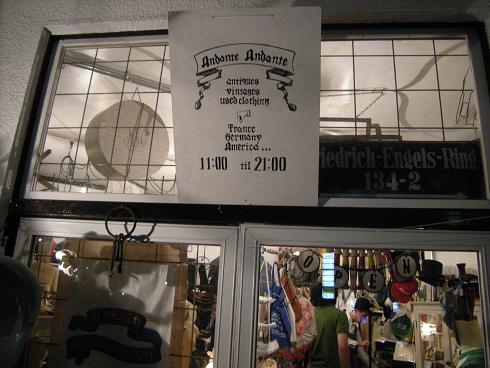 Andante Andante
antiques
vintages
used clothing
France
Germany
America...
11:00 til 21:00
iedrich-Engels-Ring
134-2
OPEN